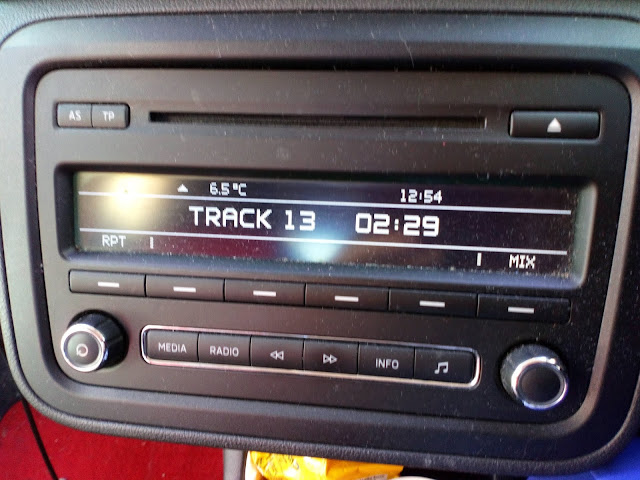 AS TP
6.5°C 12:54
TRACK 13 02:29
RPT MIX
MEDIA RADIO INFO